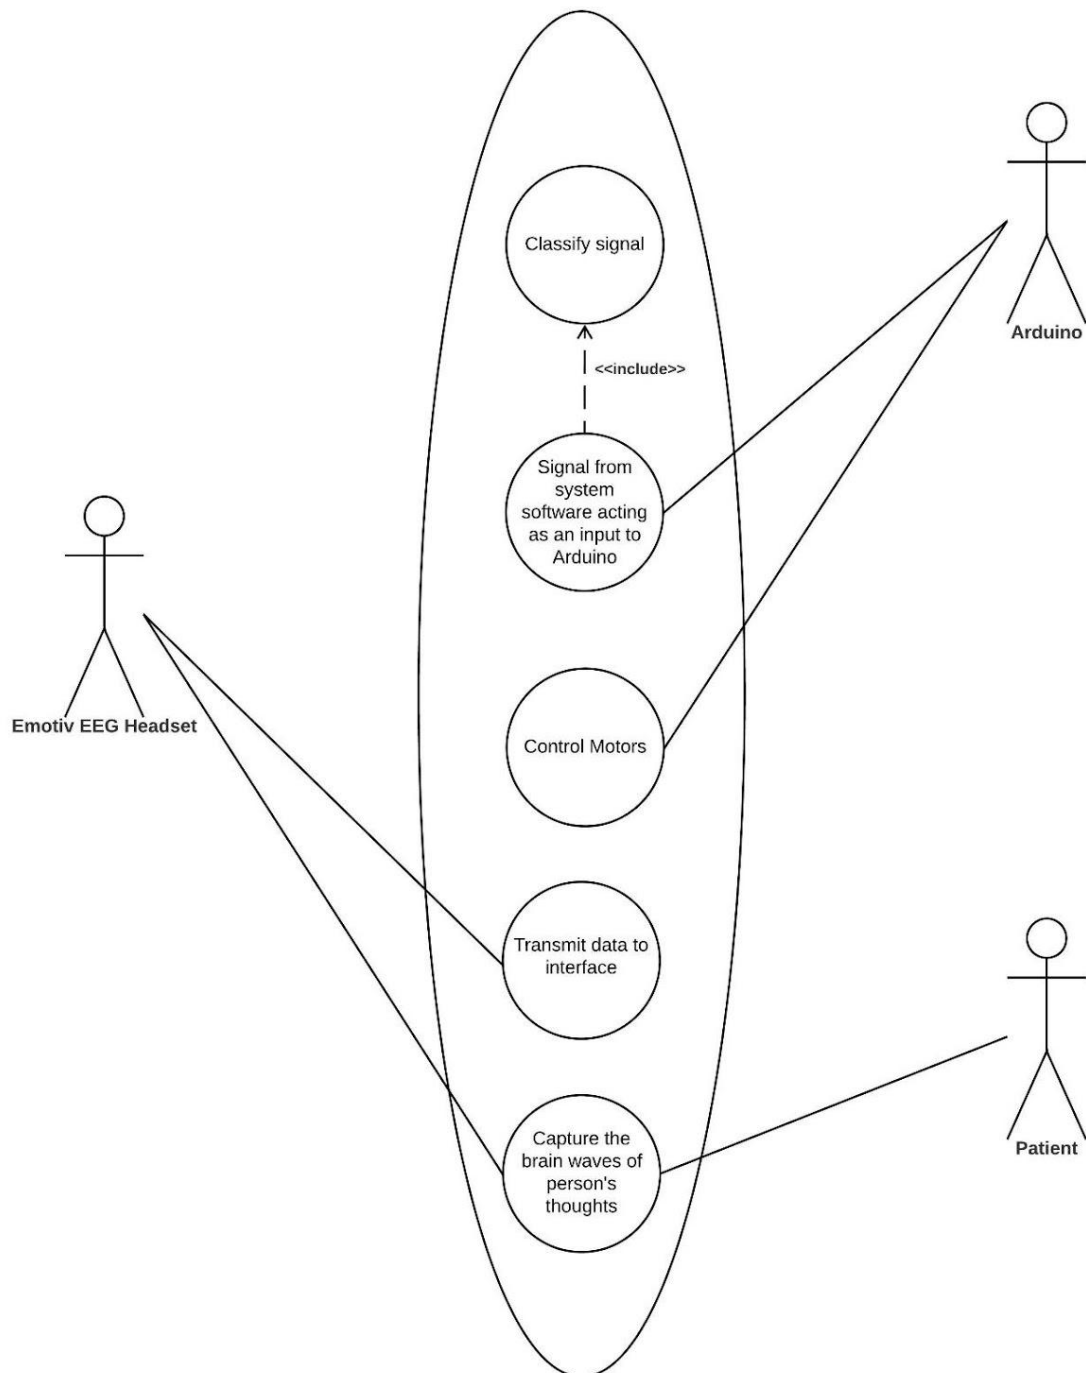 Classify signal
Arduino
<<include>>
Signal from
system
software acting
as an input to
Arduino
Emotiv EEG Headset
Control Motors
Transmit data to
interface
Capture the
brain waves of
person's
thoughts
Patient